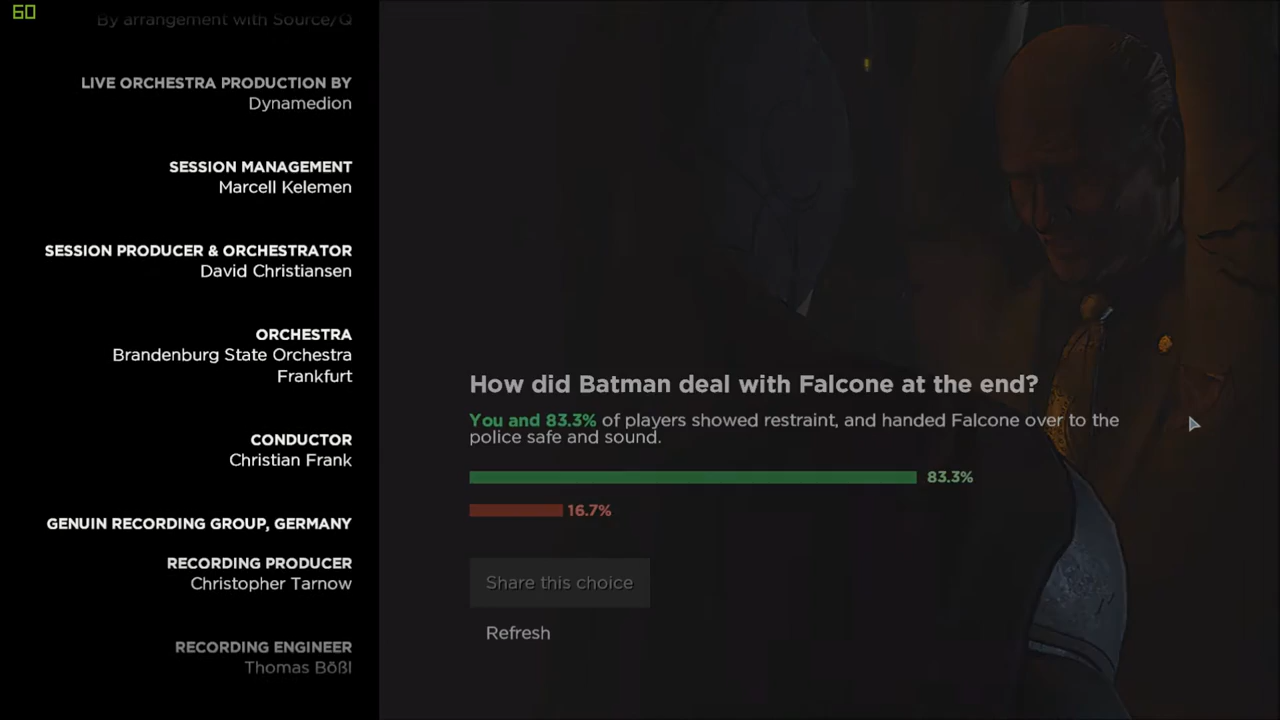 60
By arrangement with Source/Q
LIVE ORCHESTRA PRODUCTION BY
Dynamedion
SESSION MANAGEMENT
Marcell Kelemen
SESSION PRODUCER & ORCHESTRATOR
David Christiansen
ORCHESTRA
Brandenburg State Orchestra
Frankfurt
CONDUCTOR
Christian Frank
GENUIN RECORDING GROUP, GERMANY
RECORDING PRODUCER
Christopher Tarnow
RECORDING ENGINEER
Thomas Bößl
How did Batman deal with Falcone at the end?
You and 83.3% of players showed restraint, and handed Falcone over to the
police safe and sound.
83.3%
16.7%
Share this choice
Refresh